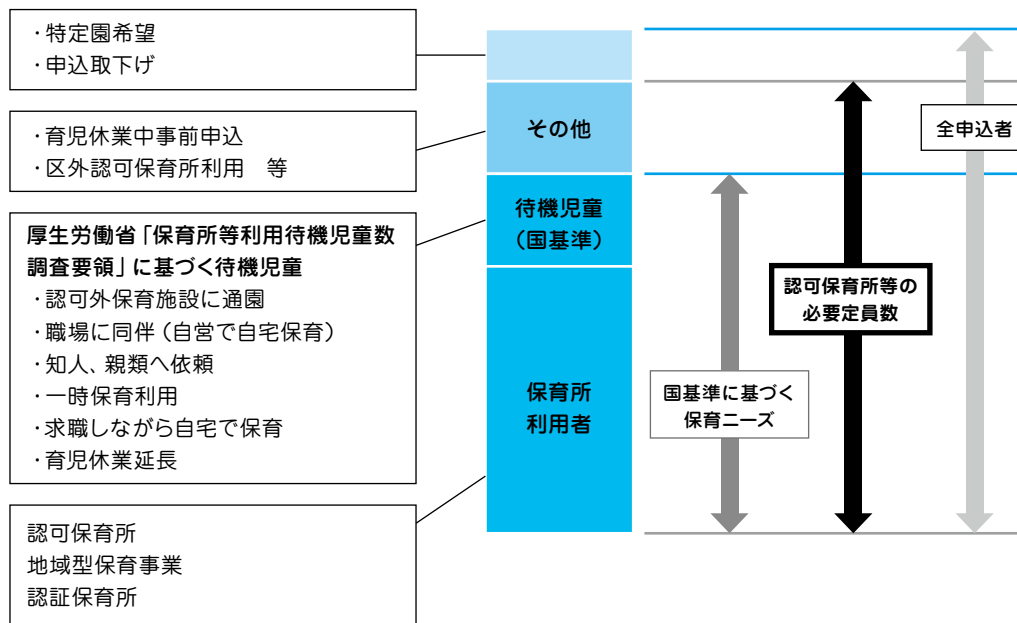 ・特定園希望
・申込取下げ
・育児休業中事前申込
・区外認可保育所利用　等
厚生労働省「保育所等利用待機児童数
調査要領」に基づく待機児童
・認可外保育施設に通園
・職場に同伴（自営で自宅保育）
・知人、親類へ依頼
・一時保育利用
・求職しながら自宅で保育
・育児休業延長
認可保育所
地域型保育事業
認証保育所
その他
待機児童
（国基準）
保育所
利用者
国基準に基づく
保育ニーズ
認可保育所等の
必要定員数
全申込者